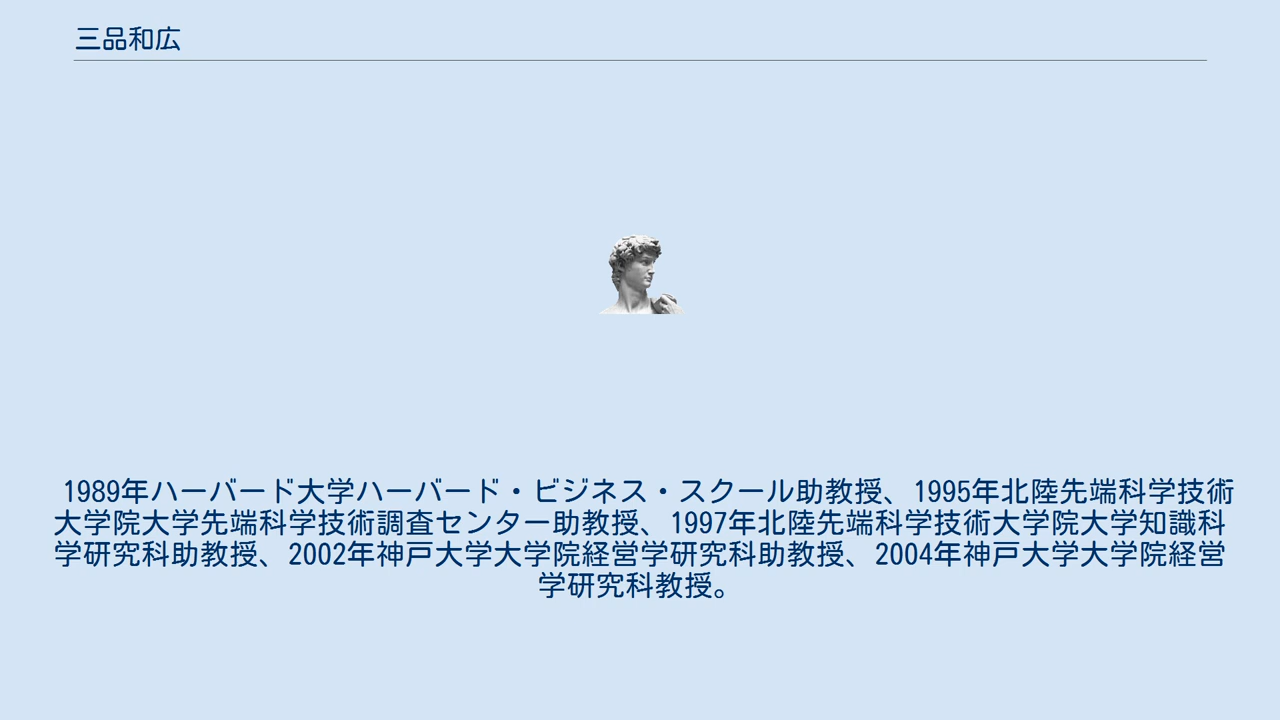 三品和広
1989年ハーバード大学ハーバード・ビジネス・スクール助教授、1995年北陸先端科学技術
大学院大学先端科学技術調査センター助教授、1997年北陸先端科学技術大学院大学知識科
学研究科助教授、2002年神戸大学大学院経営学研究科助教授、2004年神戸大学大学院経営
学研究科教授。